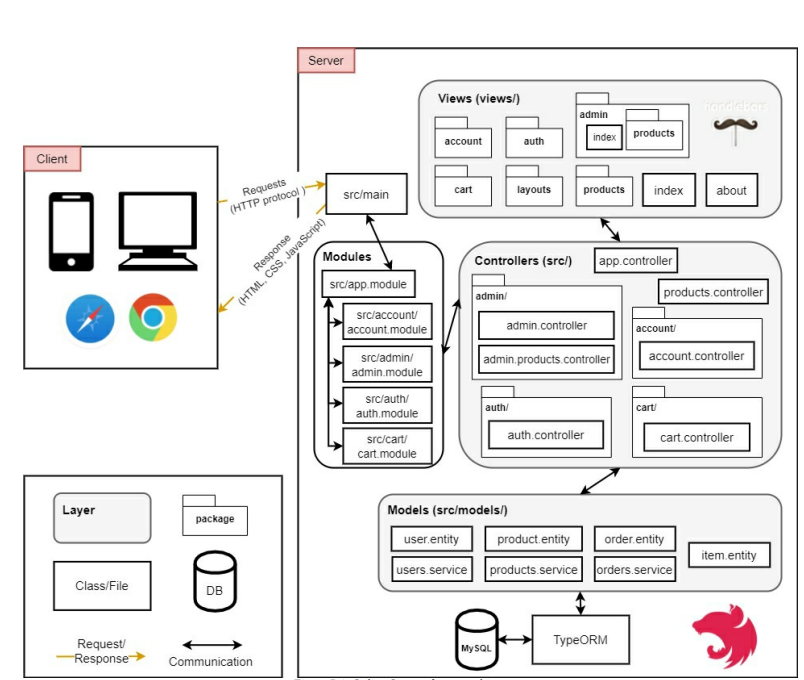 Server
Views (views/)
account
auth
admin
index
products
handlebars
cart
layouts
products
index
about
Client
Requests
(HTTP protocol )
Response
(HTML, CSS, JavaScript)
src/main
Modules
src/app.module
src/account/
account.module
src/admin/
admin.module
src/auth/
auth.module
src/cart/
cart.module
Controllers (src/)
app.controller
products.controller
admin/
admin.controller
admin.products.controller
account/
account.controller
auth/
auth.controller
cart/
cart.controller
Layer
package
Class/File
DB
Request/
Response
Communication
Models (src/models/)
user.entity
product.entity
order.entity
item.entity
users.service
products.service
orders.service
MySQL
TypeORM